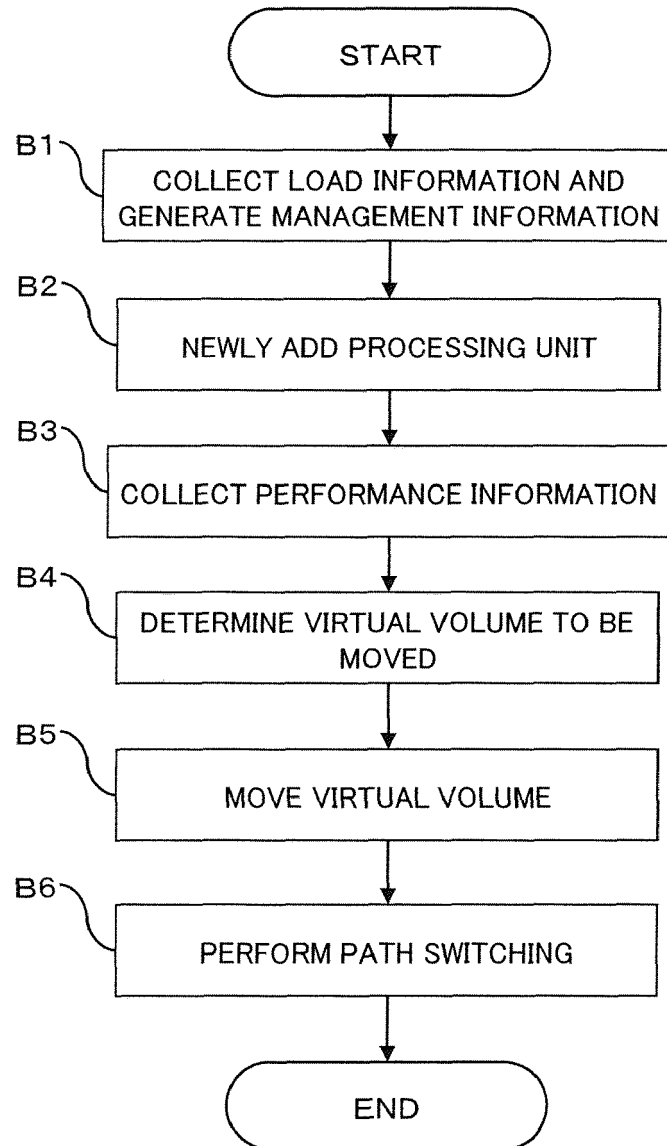 START
B1
COLLECT LOAD INFORMATION AND
GENERATE MANAGEMENT INFORMATION
B2
NEWLY ADD PROCESSING UNIT
B3
COLLECT PERFORMANCE INFORMATION
B4
DETERMINE VIRTUAL VOLUME TO BE
MOVED
B5
MOVE VIRTUAL VOLUME
B6
PERFORM PATH SWITCHING
END